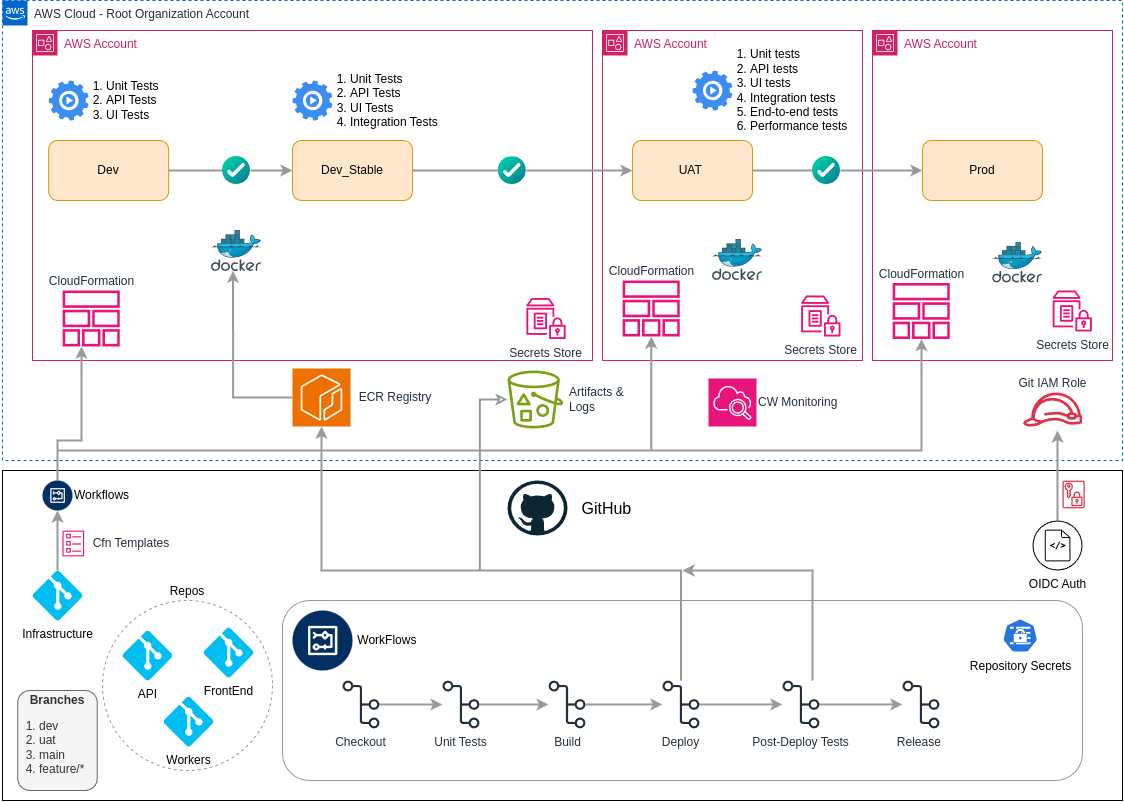 aws
AWS Cloud - Root Organization Account
AWS Account
AWS Account
AWS Account
1. Unit Tests
2. API Tests
3. UI Tests
1. Unit Tests
2. API Tests
3. UI Tests
4. Integration Tests
1. Unit tests
2. API tests
3. UI tests
4. Integration tests
5. End-to-end tests
6. Performance tests
Dev
Dev_Stable
UAT
Prod
docker
docker
docker
CloudFormation
CloudFormation
CloudFormation
Secrets Store
Secrets Store
Secrets Store
ECR Registry
Artifacts &
Logs
CW Monitoring
Git IAM Role
Workflows
GitHub
Cfn Templates
</>
OIDC Auth
Infrastructure
Repos
API
FrontEnd
Workers
Branches
1. dev
2. uat
3. main
4. feature/*
WorkFlows
Repository Secrets
Checkout
Unit Tests
Build
Deploy
Post-Deploy Tests
Release